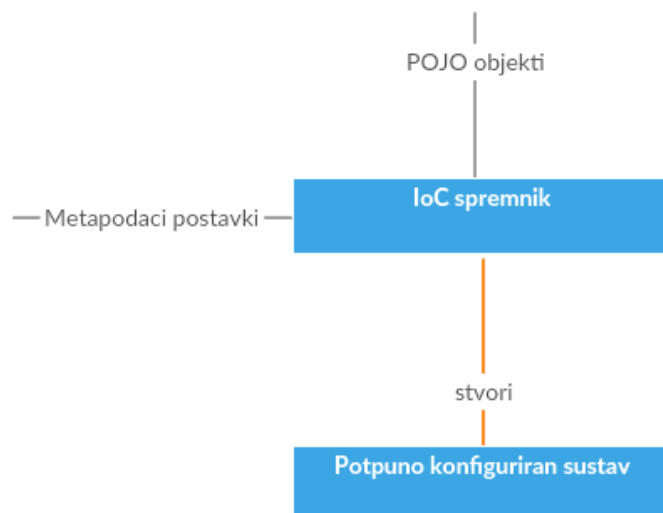 POJO objekti
IoC spremnik
Metapodaci postavki
stvori
Potpuno konfiguriran sustav